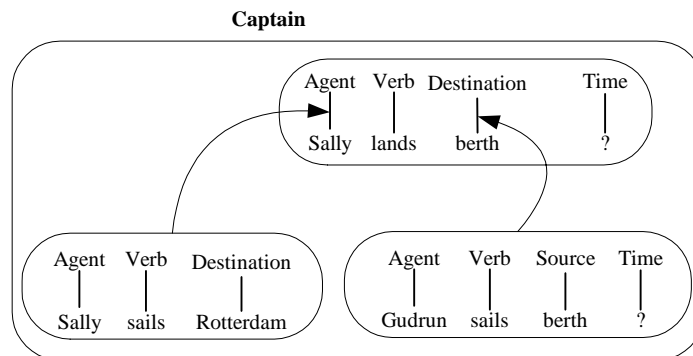 Captain
Agent Verb Destination Time
Sally lands berth ?
Agent Verb Destination
Sally sails Rotterdam
Agent Verb Source Time
Gudrun sails berth ?